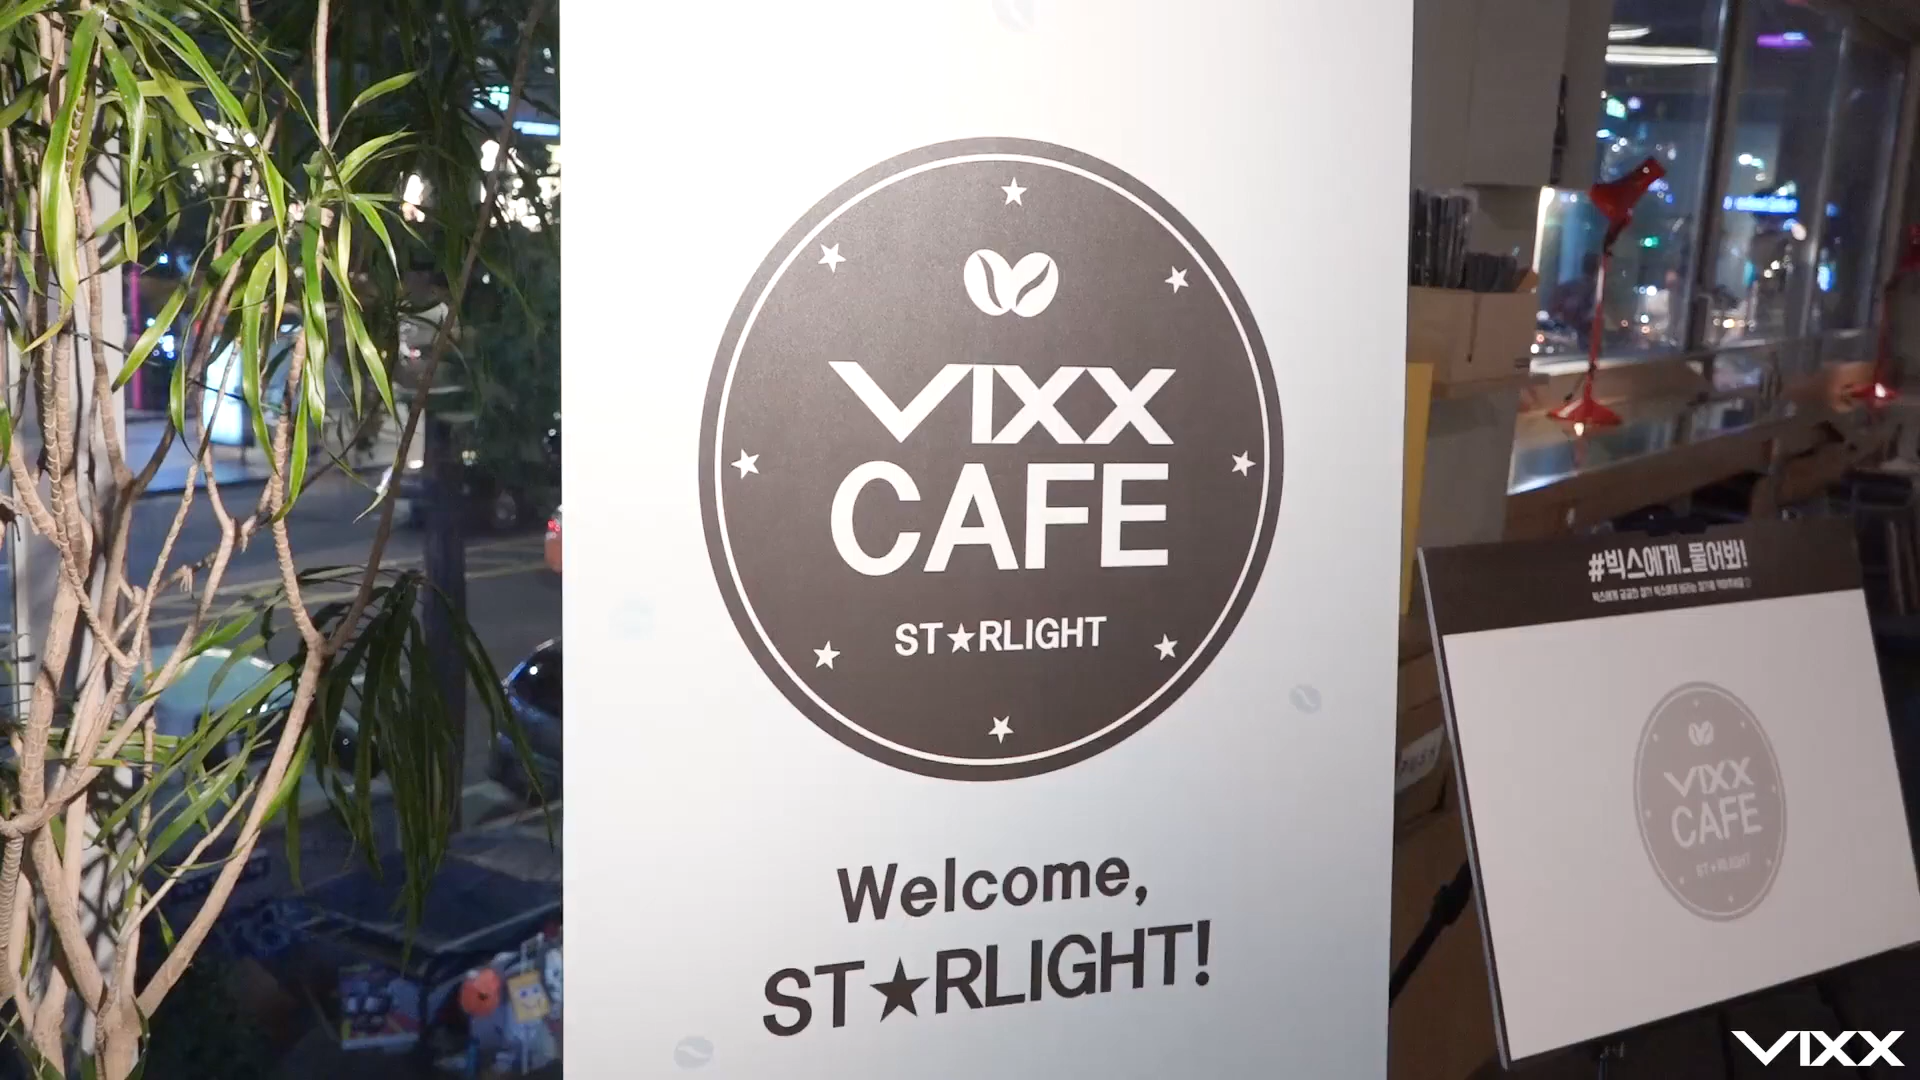 VIXX
CAFE
ST★RLIGHT
Welcome,
ST★RLIGHT!
#빅스에게_물어봐!
VIXX
CAFE
ST★RLIGHT
VIXX